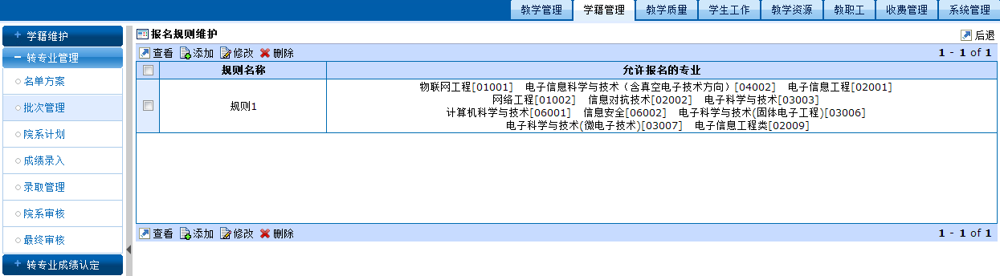 教学管理 学籍管理 教学质量 学生工作 教学资源 教职工 收费管理 系统管理
学籍维护
转专业管理
名单方案
批次管理
院系计划
成绩录入
录取管理
院系审核
最终审核
转专业成绩认定
报名规则维护 后退
查看 添加 修改 删除 1 - 1 of 1
规则名称 允许报名的专业
规则1
物联网工程[01001] 电子信息科学与技术（含真空电子技术方向）[04002] 电子信息工程[02001]
网络工程[01002] 信息对抗技术[02002] 电子科学与技术[03003]
计算机科学与技术[06001] 信息安全[06002] 电子科学与技术(固体电子工程)[03006]
电子科学与技术(微电子技术)[03007] 电子信息工程类[02009]
查看 添加 修改 删除 1 - 1 of 1